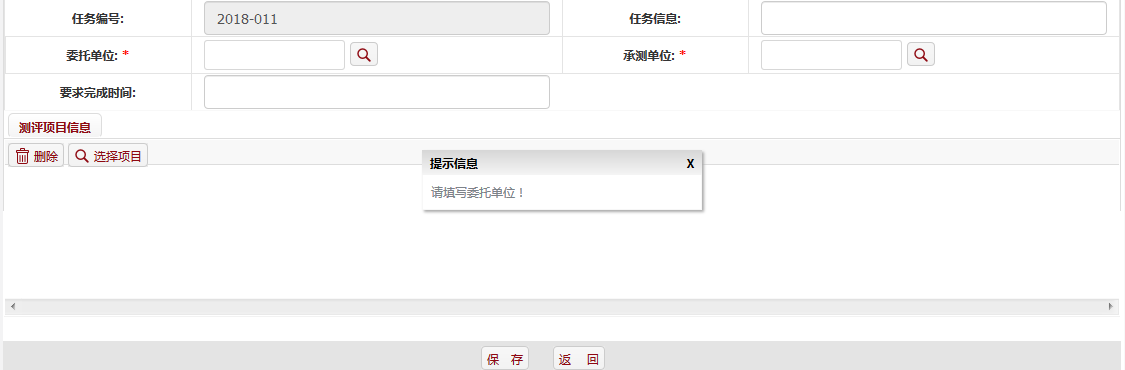 任务编号: 2018-011 任务信息:
委托单位: * 承测单位: *
要求完成时间:
测评项目信息
删除 选择项目
提示信息 X
请填写委托单位！
保 存 返 回